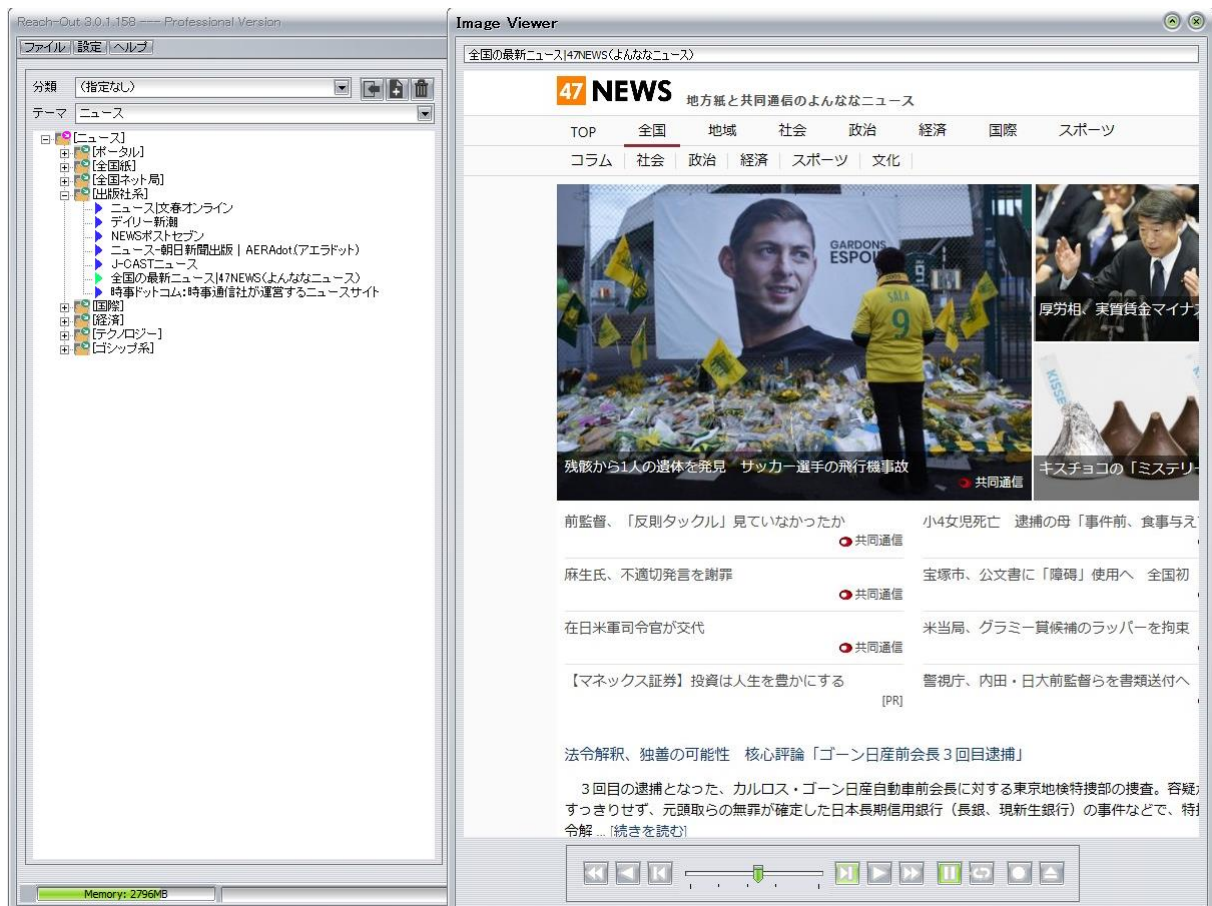 Reach-Out 3.0.1.158 --- Professional Version
ファイル 設定 ヘルプ
分類 (指定なし)
テーマ ニュース
[ニュース]
[ポータル]
[全国紙]
[全国ネット局]
[出版社系]
ニュース|文春オンライン
デイリー新潮
NEWSポストセブン
ニュース-朝日新聞出版 | AERAdot(アエラドット)
J-CASTニュース
全国の最新ニュース|47NEWS(よんななニュース)
時事ドットコム:時事通信社が運営するニュースサイト
[国際]
[経済]
[テクノロジー]
[ゴシップ系]
Memory: 2796MB
Image Viewer
全国の最新ニュース|47NEWS(よんななニュース)
47 NEWS 地方紙と共同通信のよんななニュース
TOP 全国 地域 社会 政治 経済 国際 スポーツ
コラム 社会 政治 経済 スポーツ 文化
GARDONS
ESPOI
SALA
9
残骸から1人の遺体を発見 サッカー選手の飛行機事故
共同通信
厚労相、実質賃金マイナス
KISSE
キスチョコの「ミステリー
前監督、「反則タックル」見ていなかったか
共同通信
小4女児死亡 逮捕の母「事件前、食事与えて
麻生氏、不適切発言を謝罪
共同通信
宝塚市、公文書に「障碍」使用へ 全国初
在日米軍司令官が交代
共同通信
米当局、グラミー賞候補のラッパーを拘束
【マネックス証券】投資は人生を豊かにする
[PR]
警視庁、内田・日大前監督らを書類送付へ
法令解釈、独善の可能性 核心評論「ゴーン日産前会長3回目逮捕」
3回目の逮捕となった、カルロス・ゴーン日産自動車前会長に対する東京地検特捜部の捜査。容疑
すっきりせず、元頭取らの無罪が確定した日本長期信用銀行（長銀、現新生銀行）の事件などで、特
令解 ... [続きを読む]